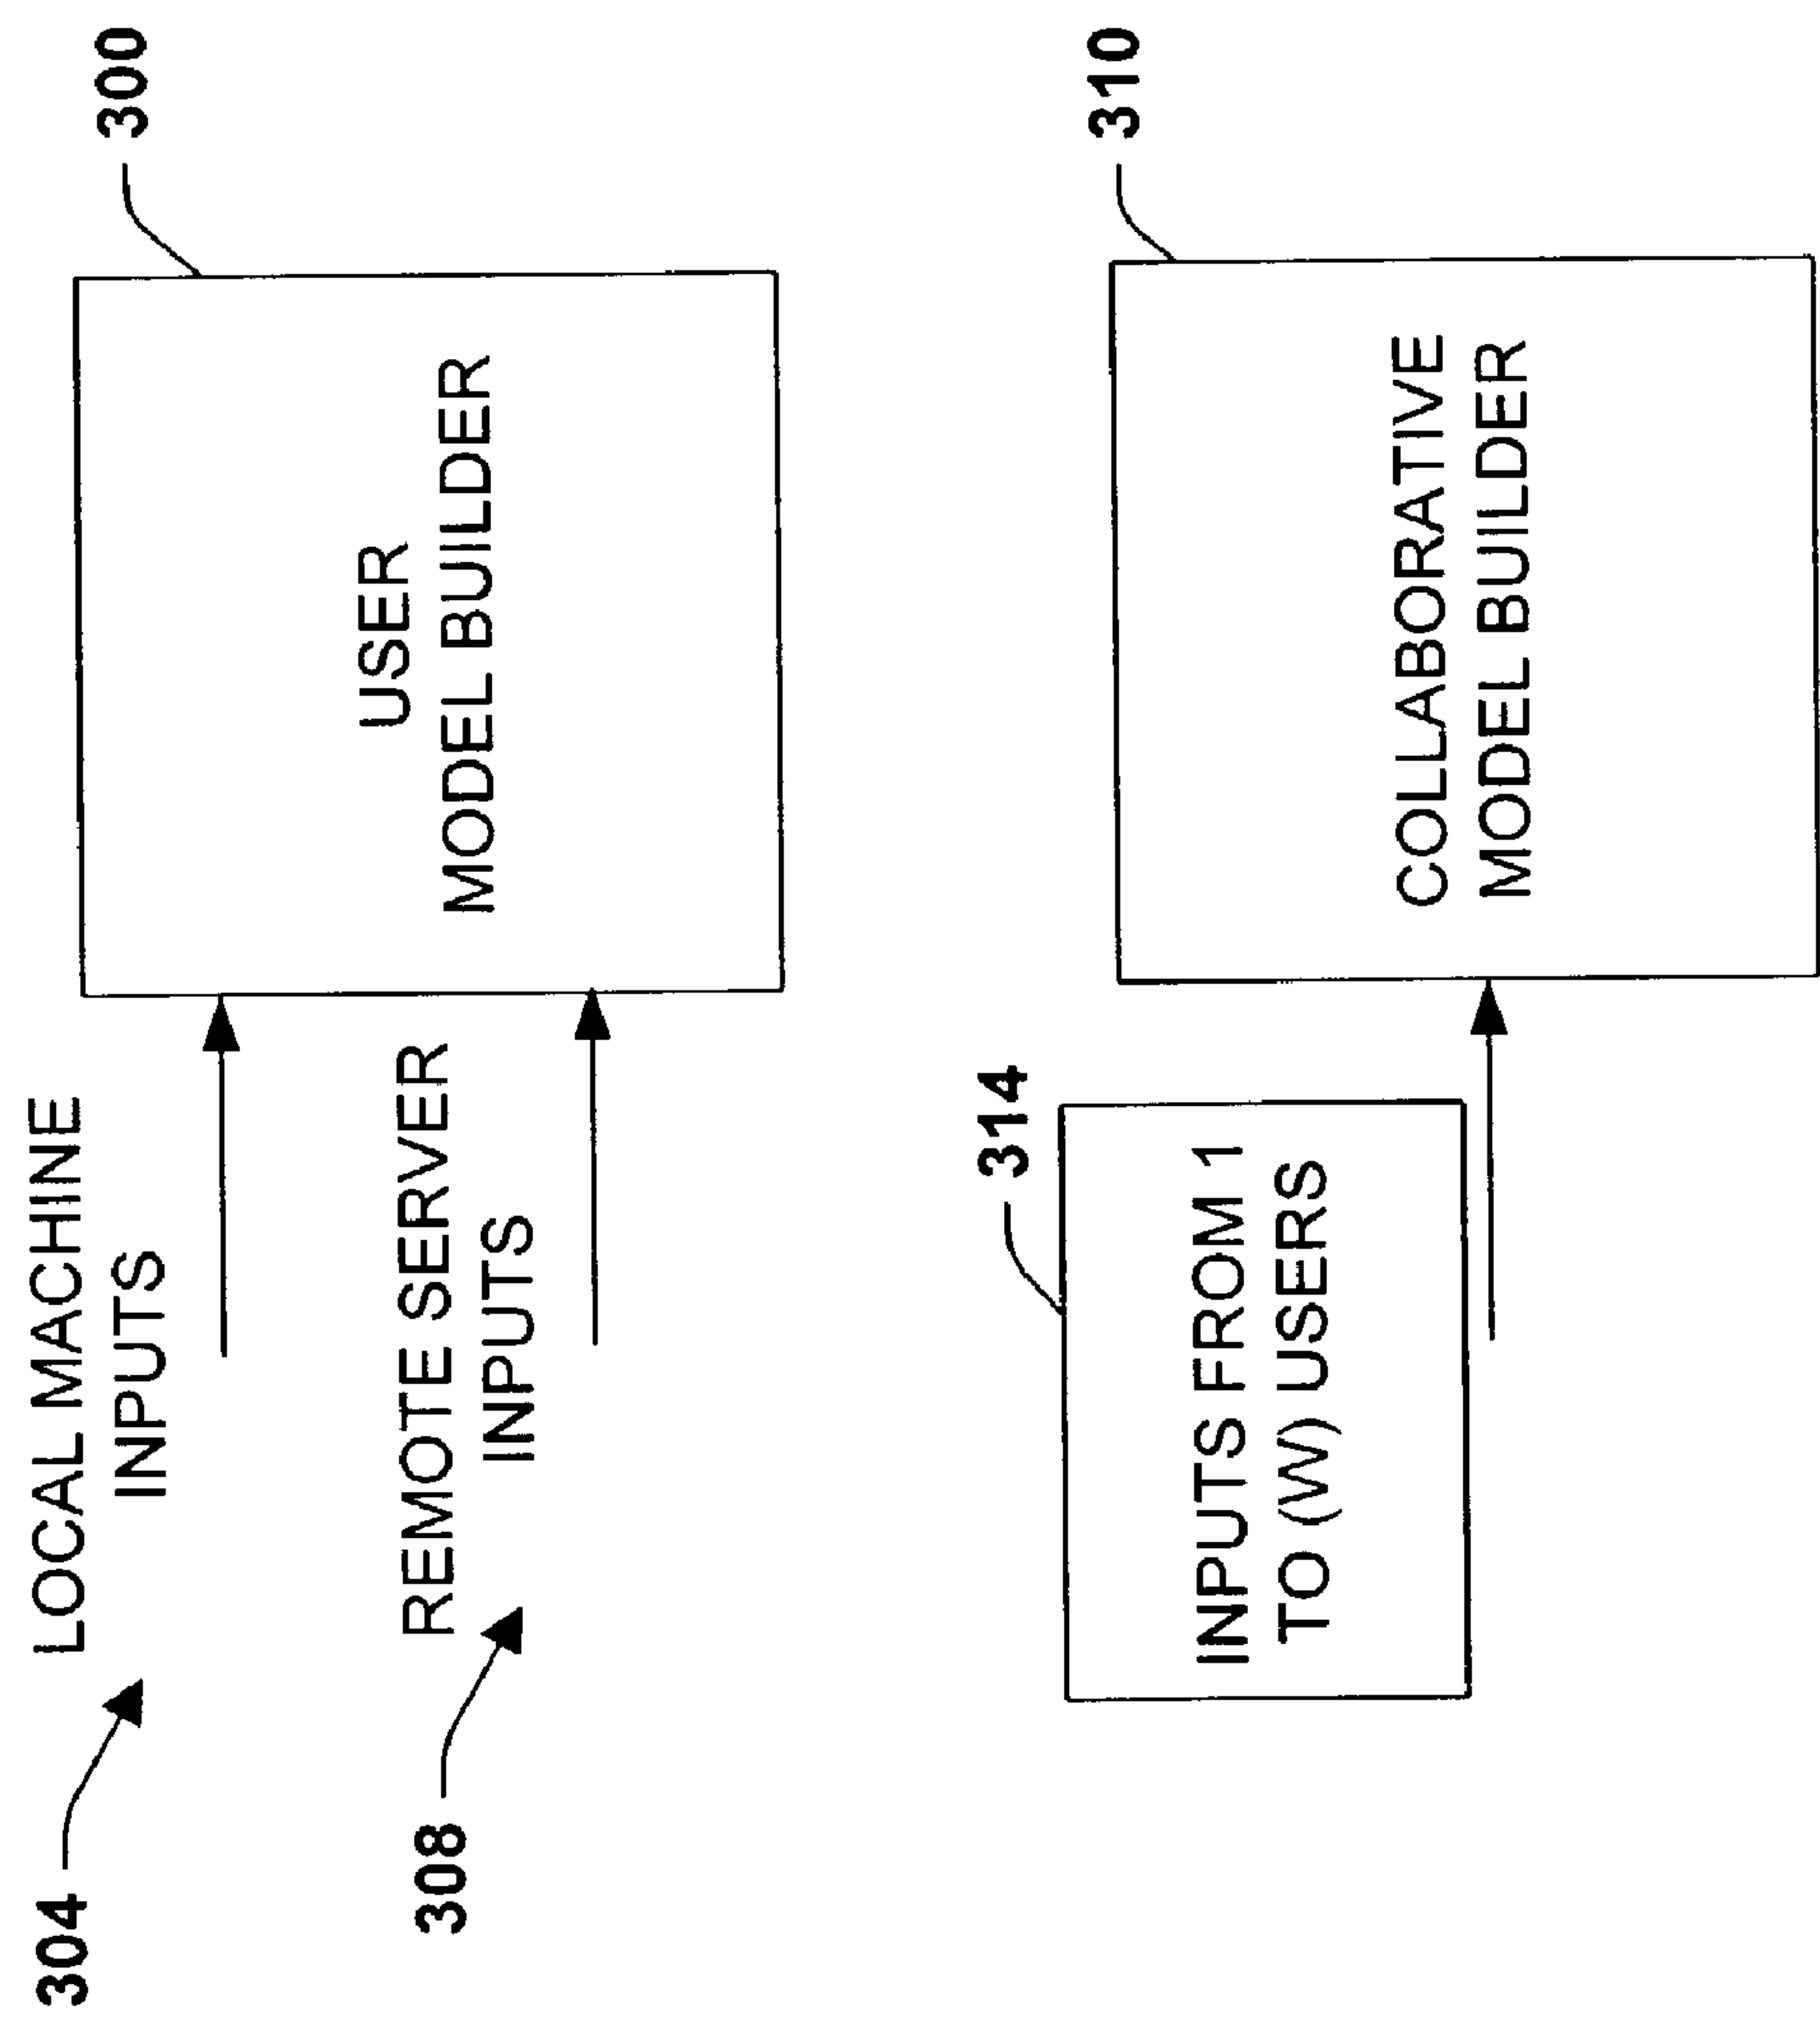 304
LOCAL MACHINE
INPUTS
308
REMOTE SERVER
INPUTS
USER
MODEL BUILDER
300
314
INPUTS FROM 1
TO (W) USERS
COLLABORATIVE
MODEL BUILDER
310